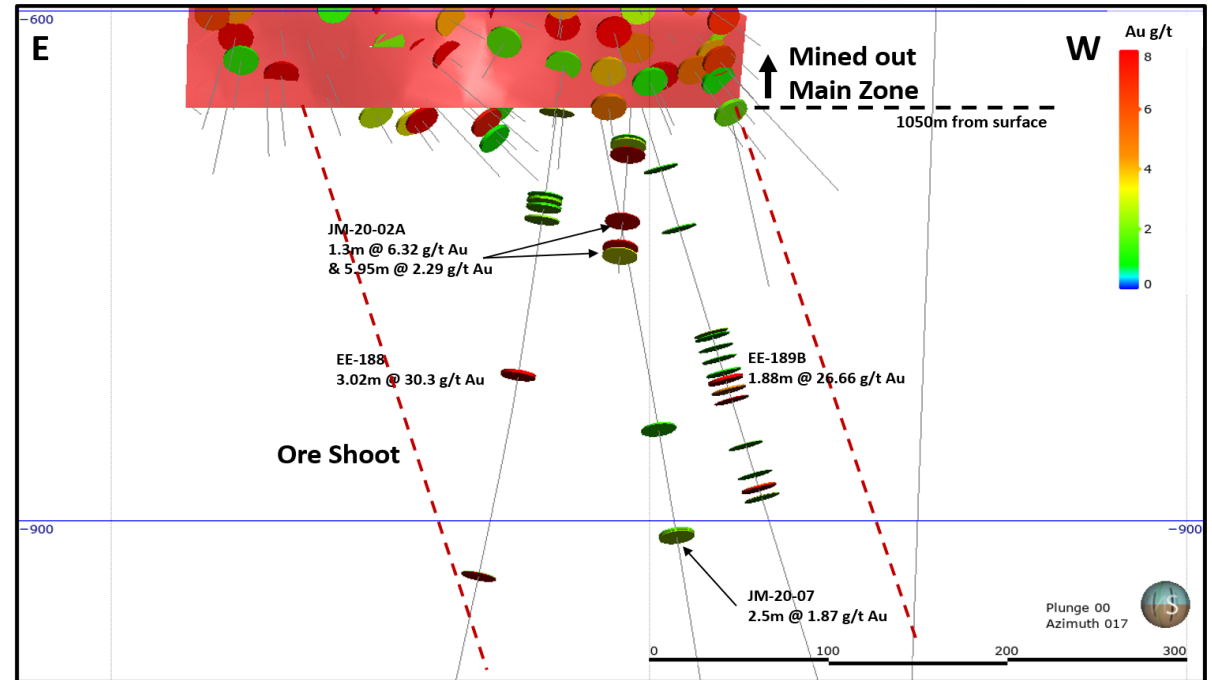 −600
E
W
Au g/t
8
6
4
2
0
Mined out
Main Zone
1050m from surface
JM-20-02A
1.3m @ 6.32 g/t Au
& 5.95m @ 2.29 g/t Au
EE-188
3.02m @ 30.3 g/t Au
EE-189B
1.88m @ 26.66 g/t Au
Ore Shoot
−900
−900
JM-20-07
2.5m @ 1.87 g/t Au
Plunge 00
Azimuth 017
S
0
100
200
300